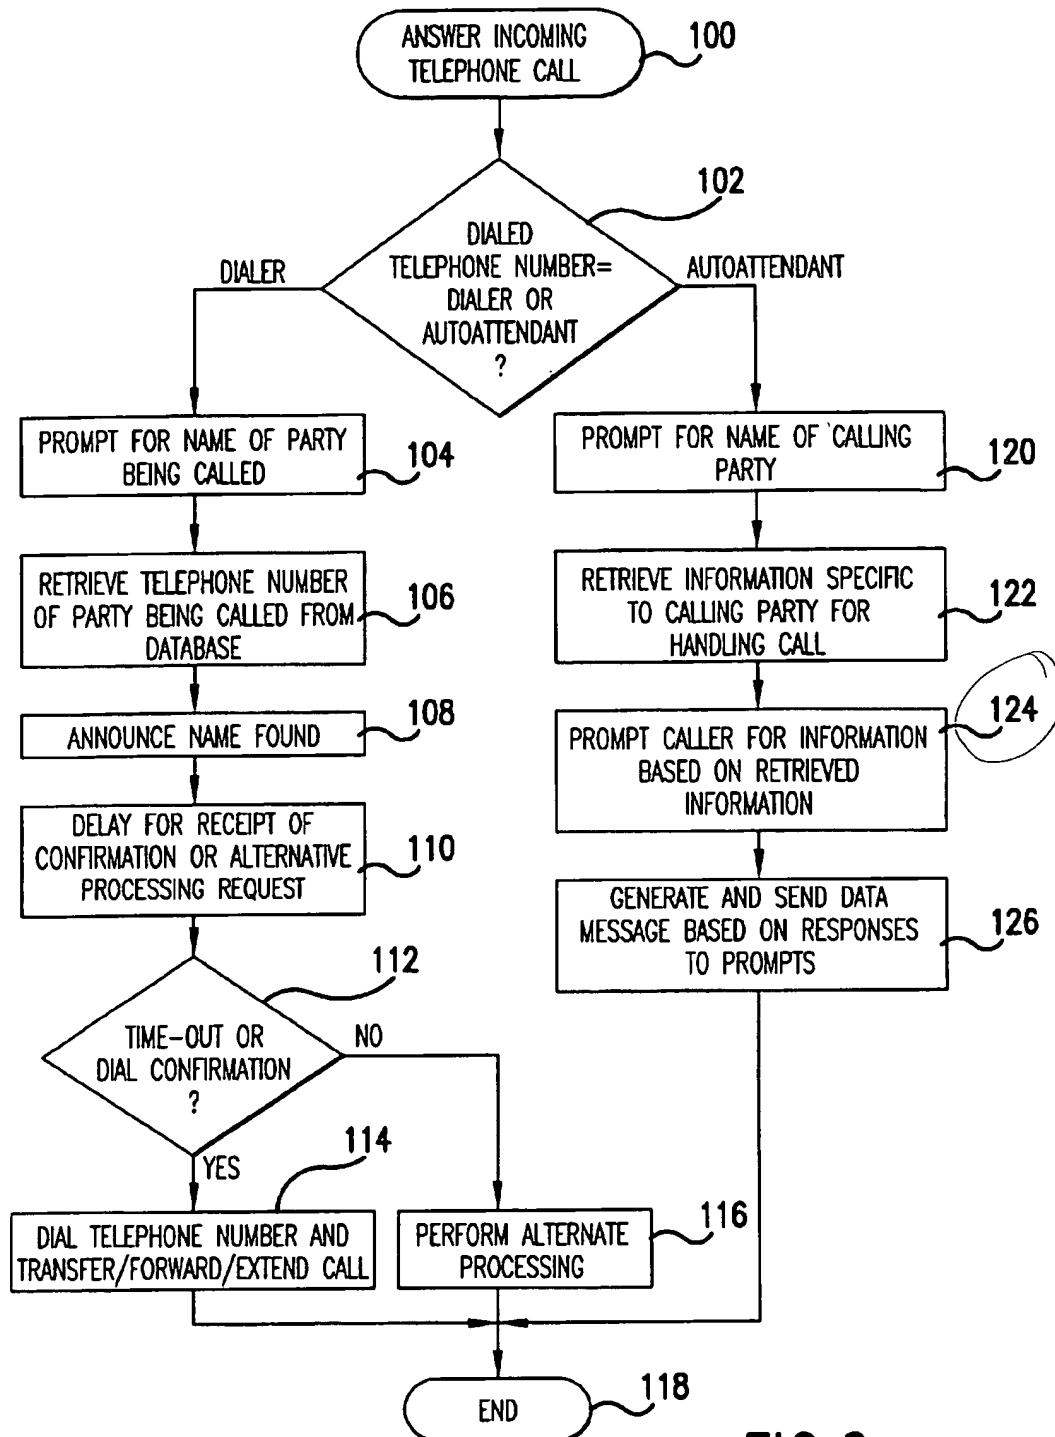 ANSWER INCOMING
TELEPHONE CALL
100
102
DIALED
TELEPHONE NUMBER=
DIALER OR
AUTOATTENDANT
?
DIALER
AUTOATTENDANT
PROMPT FOR NAME OF PARTY
BEING CALLED
104
RETRIEVE TELEPHONE NUMBER
OF PARTY BEING CALLED FROM
DATABASE
106
ANNOUNCE NAME FOUND
108
DELAY FOR RECEIPT OF
CONFIRMATION OR ALTERNATIVE
PROCESSING REQUEST
110
112
TIME-OUT OR
DIAL CONFIRMATION
?
NO
YES
114
DIAL TELEPHONE NUMBER AND
TRANSFER/FORWARD/EXTEND CALL
PERFORM ALTERNATE
PROCESSING
116
PROMPT FOR NAME OF CALLING
PARTY
120
RETRIEVE INFORMATION SPECIFIC
TO CALLING PARTY FOR
HANDLING CALL
122
PROMPT CALLER FOR INFORMATION
BASED ON RETRIEVED
INFORMATION
124
GENERATE AND SEND DATA
MESSAGE BASED ON RESPONSES
TO PROMPTS
126
END
118